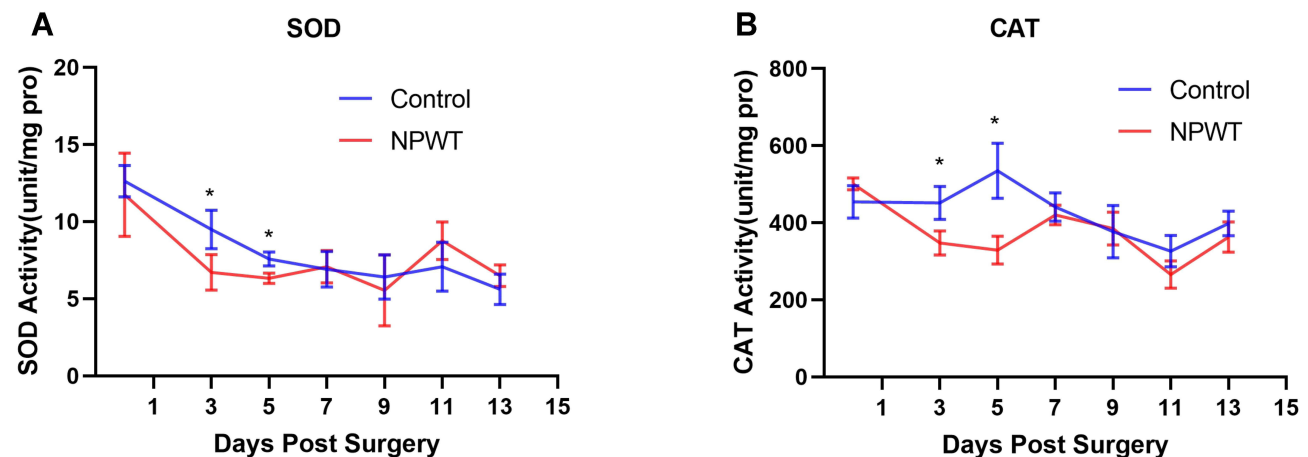 A
SOD
SOD Activity(unit/mg pro)
20
15
10
5
0
Control
NPWT
*
*
1 3 5 7 9 11 13 15
Days Post Surgery
B
CAT
CAT Activity(unit/mg pro)
800
600
400
200
0
Control
NPWT
*
*
1 3 5 7 9 11 13 15
Days Post Surgery